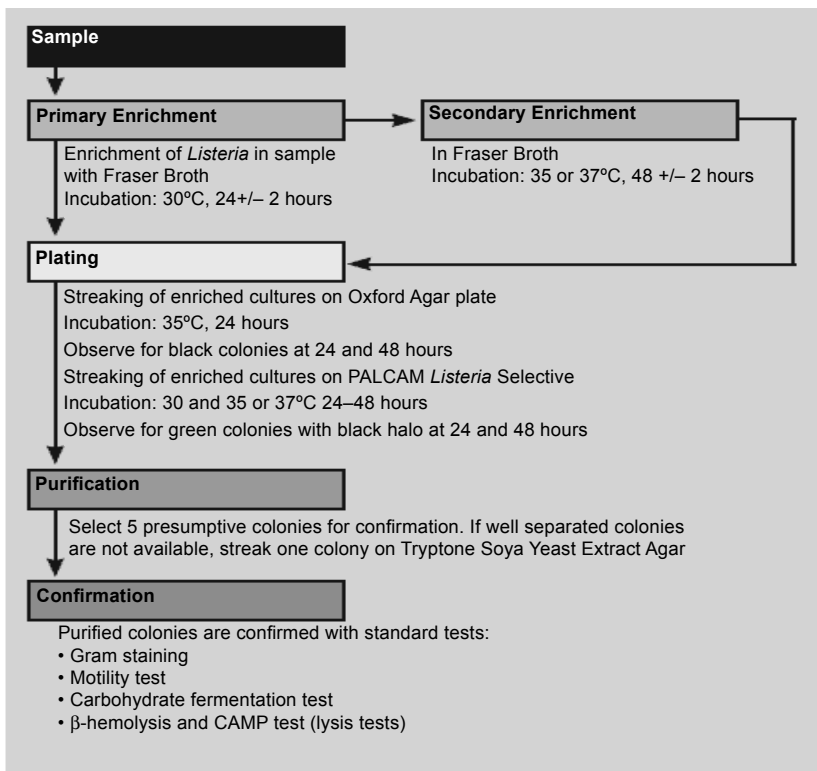 Sample
Primary Enrichment
Enrichment of Listeria in sample
with Fraser Broth
Incubation: 30ºC, 24+/– 2 hours
Secondary Enrichment
In Fraser Broth
Incubation: 35 or 37ºC, 48 +/– 2 hours
Plating
Streaking of enriched cultures on Oxford Agar plate
Incubation: 35ºC, 24 hours
Observe for black colonies at 24 and 48 hours
Streaking of enriched cultures on PALCAM Listeria Selective
Incubation: 30 and 35 or 37ºC 24–48 hours
Observe for green colonies with black halo at 24 and 48 hours
Purification
Select 5 presumptive colonies for confirmation. If well separated colonies
are not available, streak one colony on Tryptone Soya Yeast Extract Agar
Confirmation
Purified colonies are confirmed with standard tests:
• Gram staining
• Motility test
• Carbohydrate fermentation test
• β-hemolysis and CAMP test (lysis tests)